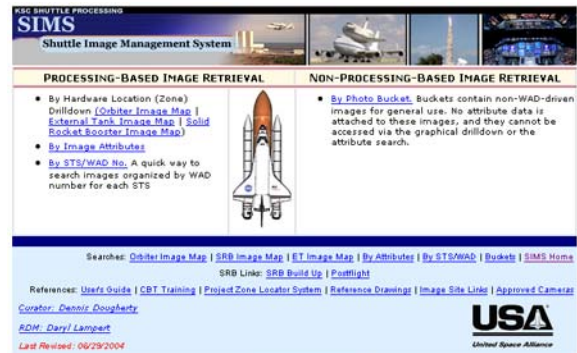 KSC SHUTTLE PROCESSING
SIMS
Shuttle Image Management System
PROCESSING-BASED IMAGE RETRIEVAL
By Hardware Location (Zone)
Drilldown (Orbiter Image Map |
External Tank Image Map | Solid
Rocket Booster Image Map)
By Image Attributes
By STS/WAD No. A quick way to
search images organized by WAD
number for each STS
NON-PROCESSING-BASED IMAGE RETRIEVAL
By Photo Bucket. Buckets contain non-WAD-driven
images for general use. No attribute data is
attached to these images, and they cannot be
accessed via the graphical drilldown or the
attribute search.
Searches: Orbiter Image Map | SRB Image Map | ET Image Map | By Attributes | By STS/WAD | Buckets | SIMS Home
SRB Links: SRB Build Up | Postflight
References: Users Guide | CBT Training | Project Zone Locator System | Reference Drawings | Image Site Links | Approved Cameras
Curator: Dennis Dougherty
RDM: Daryl Lampert
Last Revised: 06/29/2004
USA
United Space Alliance